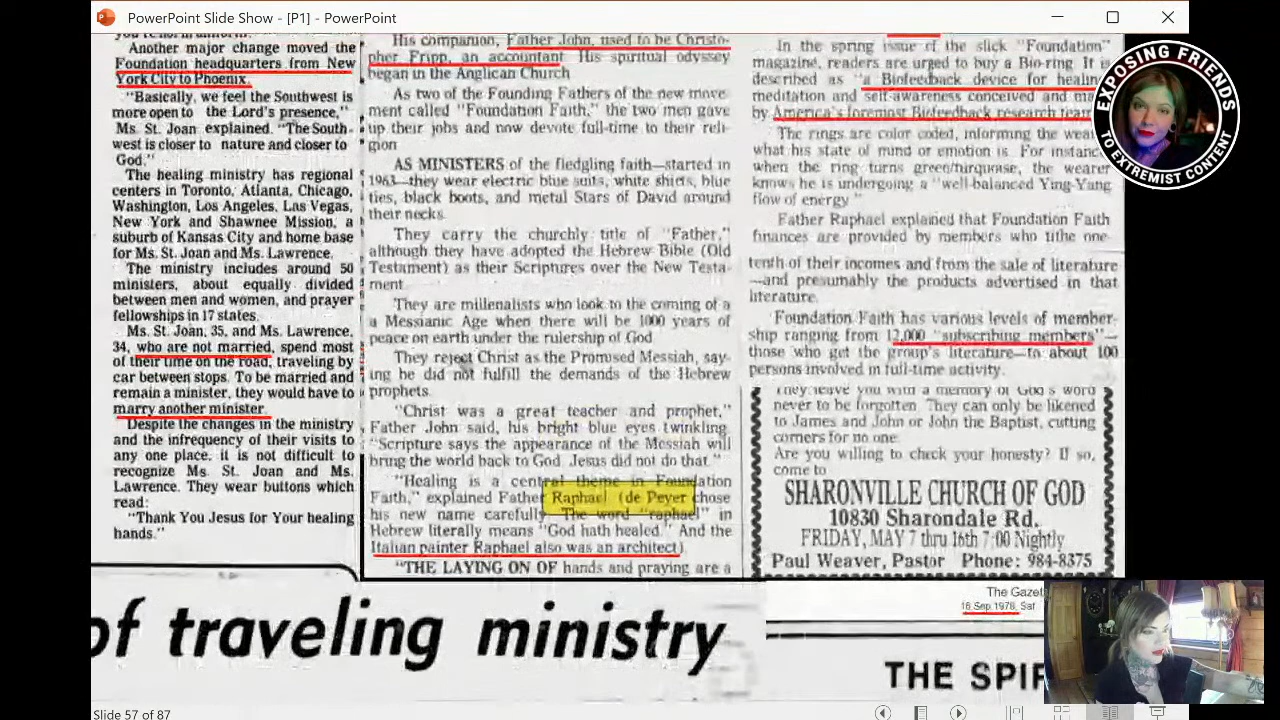 PowerPoint Slide Show - [P1] - PowerPoint
Another major change moved the
Foundation headquarters from New
York City to Phoenix.
"Basically, we feel the Southwest is
more open to the Lord's presence,"
Ms. St. Joan explained. "The South-
west is closer to nature and closer to
God."
The healing ministry has regional
centers in Toronto, Atlanta, Chicago,
Washington, Los Angeles, Las Vegas,
New York and Shawnee Mission, a
suburb of Kansas City and home base
for Ms. St. Joan and Ms. Lawrence.
The ministry includes around 50
ministers, about equally divided
between men and women, and prayer
fellowships in 17 states.
Ms. St. Joan, 35, and Ms. Lawrence,
34, who are not married, spend most
of their time on the road, traveling by
car between stops. To be married and
remain a minister, they would have to
marry another minister.
Despite the changes in the ministry
and the infrequency of their visits to
any one place, it is not difficult to
recognize Ms. St. Joan and Ms.
Lawrence. They wear buttons which
read:
"Thank You Jesus for Your healing
hands."
His companion, Father John, used to be Christo-
pher Fripp, an accountant His spiritual odyssey
began in the Anglican Church
As two of the Founding Fathers of the new move
ment called "Foundation Faith," the two men gave
up their jobs and now devote full-time to their reli-
gion
AS MINISTERS of the fledgling faith—started in
1963—they wear electric blue suits, white shirts, blue
ties, black boots, and metal Stars of David around
their necks.
They carry the churchly title of "Father,"
although they have adopted the Hebrew Bible (Old
Testament) as their Scriptures over the New Testa-
ment.
They are millenalists who look to the coming of a
a Messianic Age when there will be 1000 years of
peace on earth under the rulership of God
They reject Christ as the Promised Messiah, say-
ing he did not fulfill the demands of the Hebrew
prophets
"Christ was a great teacher and prophet,"
Father John said, his bright blue eyes twinkling.
"Scripture says the appearance of the Messiah will
bring the world back to God. Jesus did not do that."
"Healing is a central theme in Foundation
Faith," explained Father Raphael (de Peyer chose
his new name carefully The word "raphael" in
Hebrew literally means "God hath healed." And the
Italian painter Raphael also was an architect)
"THE LAYING ON OF hands and praying are a
In the spring issue of the slick "Foundation"
magazine, readers are urged to buy a Bio-ring. It is
described as "a Biofeedback device for healin
meditation and self-awareness conceived and ma
by America's foremost Biofeedback research team
The rings are color coded, informing the wear
what his state of mind or emotion is. For instanc
when the ring turns green/turquoise, the wearer
knows he is undergoing a "well-balanced Ying-Yang
flow of energy"
Father Raphael explained that Foundation Faith
finances are provided by members who tithe one-
tenth of their incomes and from the sale of literature
—and presumably the products advertised in that
literature.
Foundation Faith has various levels of member-
ship ranging from 12,000 "subscribing members"—
those who get the group's literature—to about 100
persons involved in full-time activity.
They leave you with a memory of God's word
never to be forgotten. They can only be likened
to James and John or John the Baptist, cutting
corners for no one.
Are you willing to check your honesty? If so,
come to
SHARONVILLE CHURCH OF GOD
10830 Sharondale Rd.
FRIDAY, MAY 7 thru 16th 7:00 Nightly
Paul Weaver, Pastor Phone: 984-8375
of traveling ministry
The Gazet
16 Sep 1978, Sat
THE SPIR
EXPOSING FRIENDS
TO EXTREMIST CONTENT
Slide 57 of 87